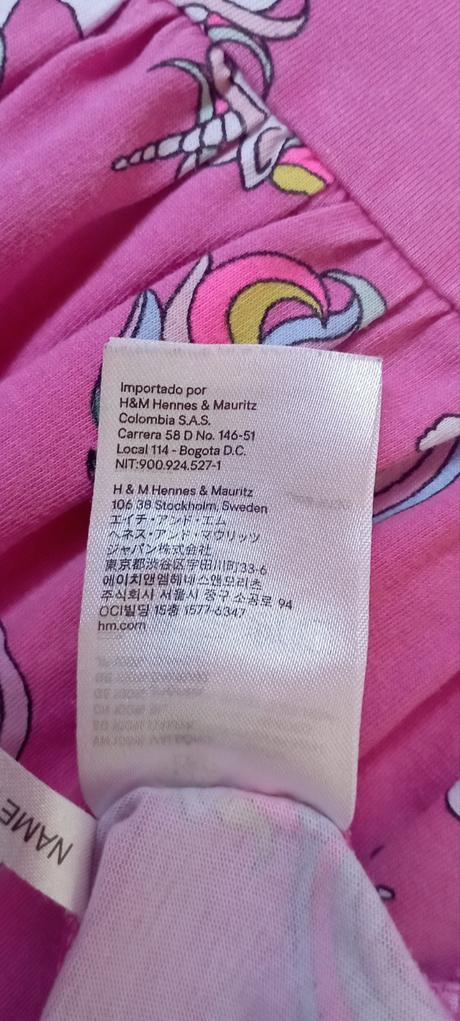 Importado por
H&M Hennes & Mauritz
Colombia S.A.S.
Carrera 58 D No. 146-51
Local 114 - Bogota D.C.
NIT:900.924.527-1
H & M Hennes & Mauritz
106 38 Stockholm, Sweden
エイチ・アンド・エム
ヘネス・アンド・マウリッツ
ジャパン株式会社
東京都渋谷区宇田川町33-6
에이치앤엠헤네스앤모리츠
주식회사 서울시 중구 소공로 94
OCI빌딩 15층 1577-6347
hm.com
NAME